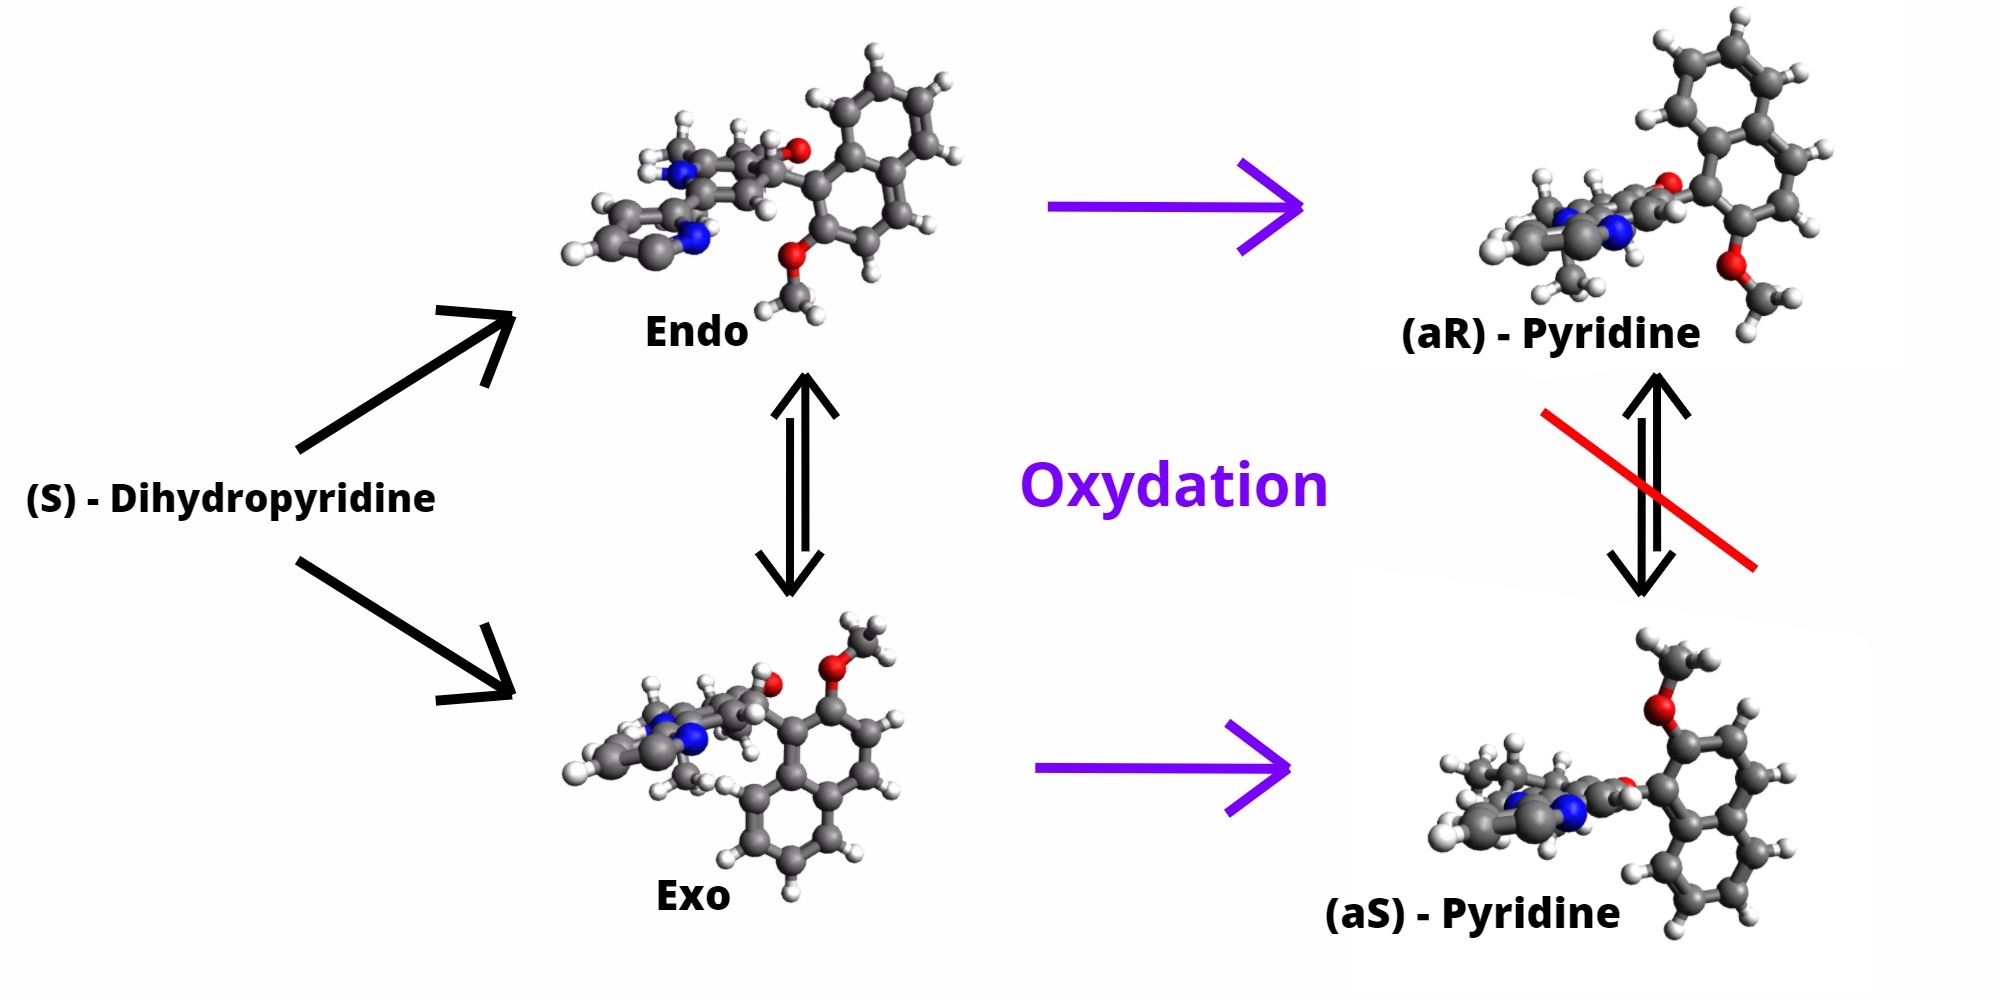 Endo
(aR) - Pyridine
(S) - Dihydropyridine
Oxydation
Exo
(aS) - Pyridine